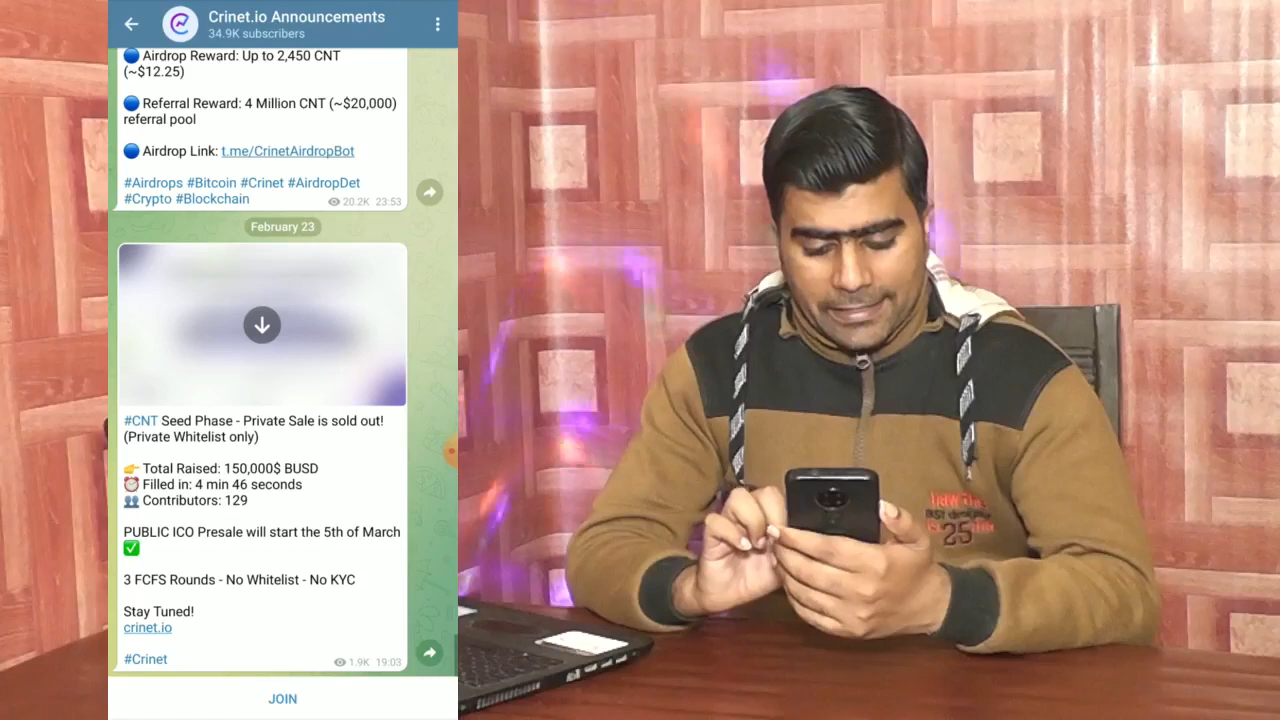 Crinet.io Announcements
34.9K subscribers
🔵 Airdrop Reward: Up to 2,450 CNT
(~$12.25)
🔵 Referral Reward: 4 Million CNT (~$20,000)
referral pool
🔵 Airdrop Link: t.me/CrinetAirdropBot
#Airdrops #Bitcoin #Crinet #AirdropDet
#Crypto #Blockchain
20.2K 23:53
February 23
#CNT Seed Phase - Private Sale is sold out!
(Private Whitelist only)
👉 Total Raised: 150,000$ BUSD
⏰ Filled in: 4 min 46 seconds
👥 Contributors: 129
PUBLIC ICO Presale will start the 5th of March
✅
3 FCFS Rounds - No Whitelist - No KYC
Stay Tuned!
crinet.io
#Crinet
1.9K 19:03
JOIN
25